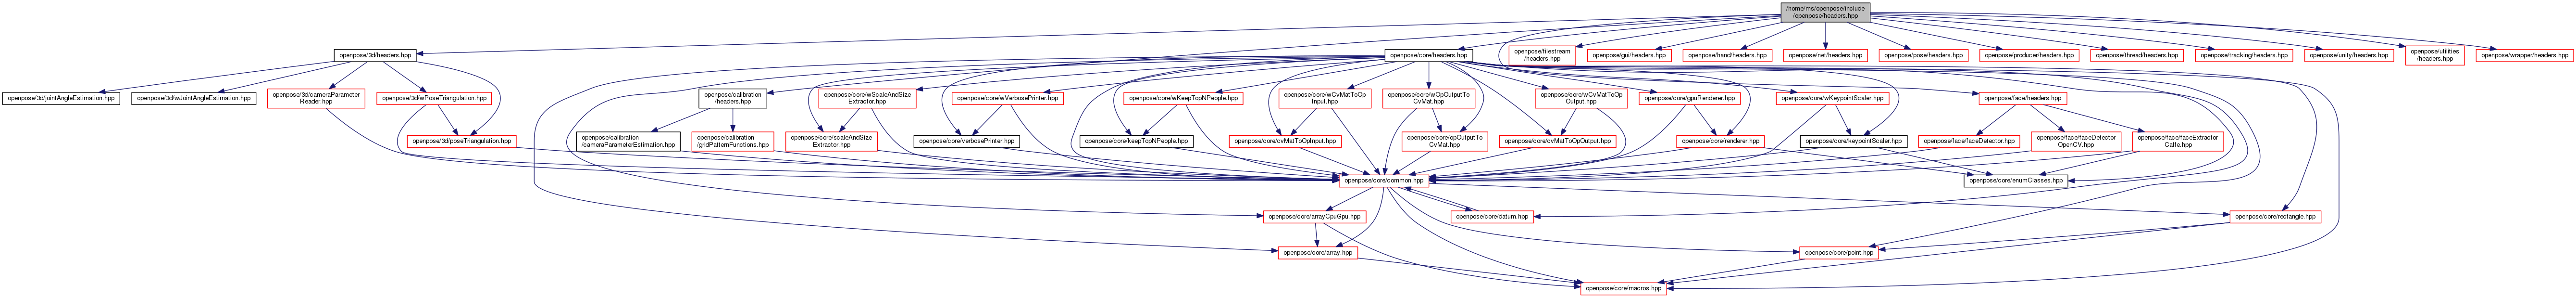 /home/ms/openpose/include
/openpose/headers.hpp
openpose/3d/headers.hpp
openpose/core/headers.hpp
openpose/filestream
/headers.hpp
openpose/gui/headers.hpp
openpose/hand/headers.hpp
openpose/net/headers.hpp
openpose/pose/headers.hpp
openpose/producer/headers.hpp
openpose/thread/headers.hpp
openpose/tracking/headers.hpp
openpose/unity/headers.hpp
openpose/utilities
/headers.hpp
openpose/wrapper/headers.hpp
openpose/3d/jointAngleEstimation.hpp
openpose/3d/wJointAngleEstimation.hpp
openpose/3d/cameraParameter
Reader.hpp
openpose/3d/wPoseTriangulation.hpp
openpose/calibration
/headers.hpp
openpose/core/wScaleAndSize
Extractor.hpp
openpose/core/wVerbosePrinter.hpp
openpose/core/wKeepTopNPeople.hpp
openpose/core/wCvMatToOp
Input.hpp
openpose/core/wOpOutputTo
CvMat.hpp
openpose/core/wCvMatToOp
Output.hpp
openpose/core/gpuRenderer.hpp
openpose/core/wKeypointScaler.hpp
openpose/face/headers.hpp
openpose/3d/poseTriangulation.hpp
openpose/calibration
/cameraParameterEstimation.hpp
openpose/calibration
/gridPatternFunctions.hpp
openpose/core/scaleAndSize
Extractor.hpp
openpose/core/verbosePrinter.hpp
openpose/core/keepTopNPeople.hpp
openpose/core/cvMatToOpInput.hpp
openpose/core/opOutputTo
CvMat.hpp
openpose/core/cvMatToOpOutput.hpp
openpose/core/renderer.hpp
openpose/core/keypointScaler.hpp
openpose/face/faceDetector.hpp
openpose/face/faceDetector
OpenCV.hpp
openpose/face/faceExtractor
Caffe.hpp
openpose/core/common.hpp
openpose/core/enumClasses.hpp
openpose/core/arrayCpuGpu.hpp
openpose/core/datum.hpp
openpose/core/rectangle.hpp
openpose/core/array.hpp
openpose/core/point.hpp
openpose/core/macros.hpp